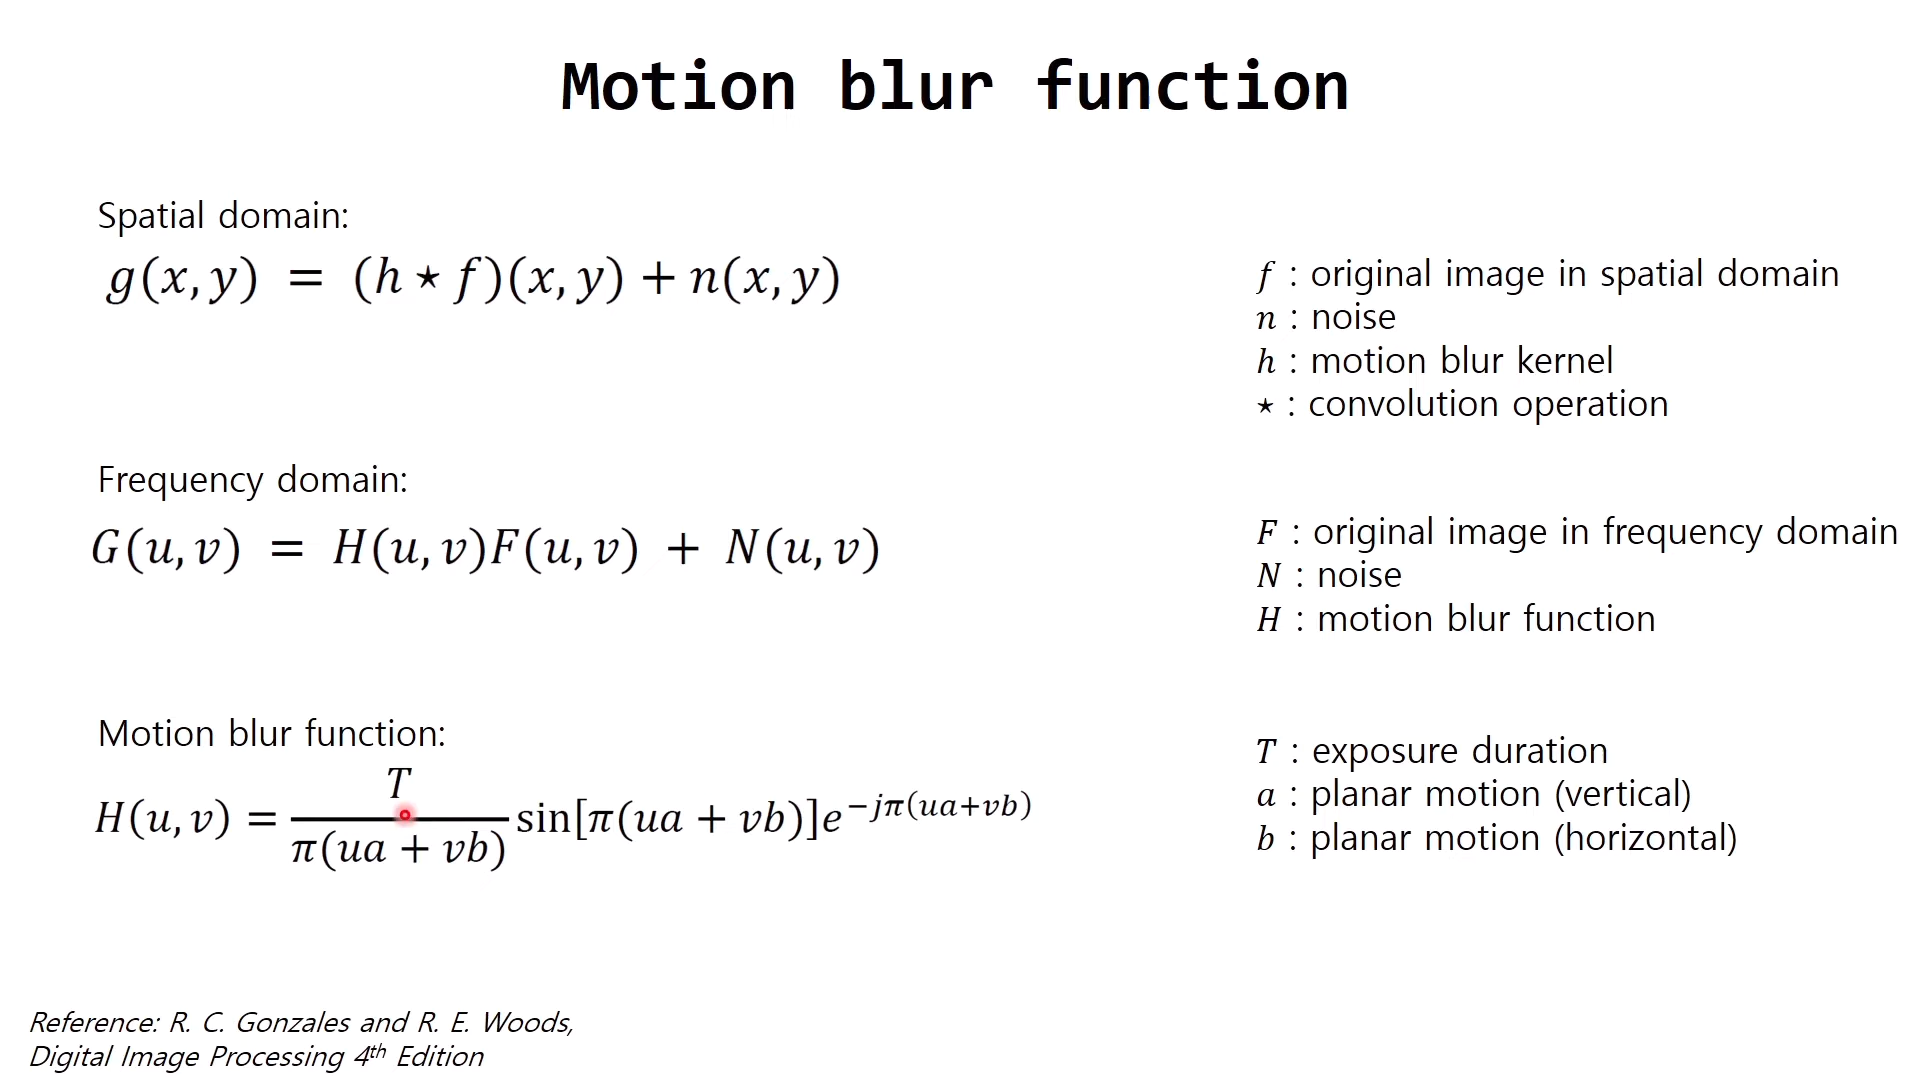 Motion blur function
Spatial domain:
g(x, y) = (h ⋆ f)(x, y) + n(x, y)
f : original image in spatial domain
n : noise
h : motion blur kernel
⋆ : convolution operation
Frequency domain:
G(u, v) = H(u, v)F(u, v) + N(u, v)
F : original image in frequency domain
N : noise
H : motion blur function
Motion blur function:
H(u, v) = T / π(ua + vb) sin[π(ua + vb)]e^−jπ(ua+vb)
T : exposure duration
a : planar motion (vertical)
b : planar motion (horizontal)
Reference: R. C. Gonzales and R. E. Woods,
Digital Image Processing 4th Edition